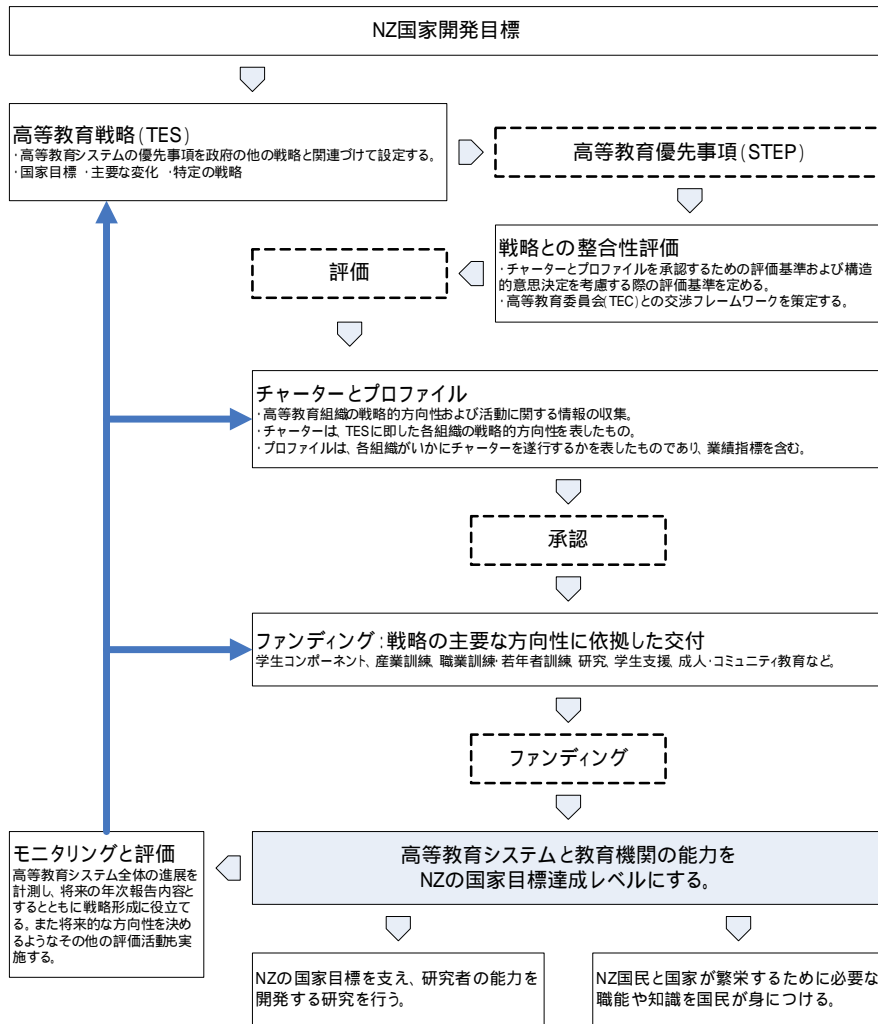 NZ国家開発目標
高等教育戦略(TES)
・高等教育システムの優先事項を政府の他の戦略と関連づけて設定する。
・国家目標 ・主要な変化 ・特定の戦略
高等教育優先事項(STEP)
戦略との整合性評価
・チャーターとプロファイルを承認するための評価基準および構造
的意思決定を考慮する際の評価基準を定める。
・高等教育委員会(TEC)との交渉フレームワークを策定する。
評価
チャーターとプロファイル
・高等教育組織の戦略的方向性および活動に関する情報の収集。
・チャーターは、TESに即した各組織の戦略的方向性を表したもの。
・プロファイルは、各組織がいかにチャーターを遂行するかを表したものであり、業績指標を含む。
承認
ファンディング:戦略の主要な方向性に依拠した交付
学生コンポーネント、産業訓練、職業訓練・若年者訓練、研究、学生支援、成人・コミュニティ教育など。
ファンディング
高等教育システムと教育機関の能力を
NZの国家目標達成レベルにする。
モニタリングと評価
高等教育システム全体の進展を
計測し、将来の年次報告内容と
するとともに戦略形成に役立て
る。また将来的な方向性を決め
るようなその他の評価活動も実
施する。
NZの国家目標を支え、研究者の能力を
開発する研究を行う。
NZ国民と国家が繁栄するために必要な
職能や知識を国民が身につける。